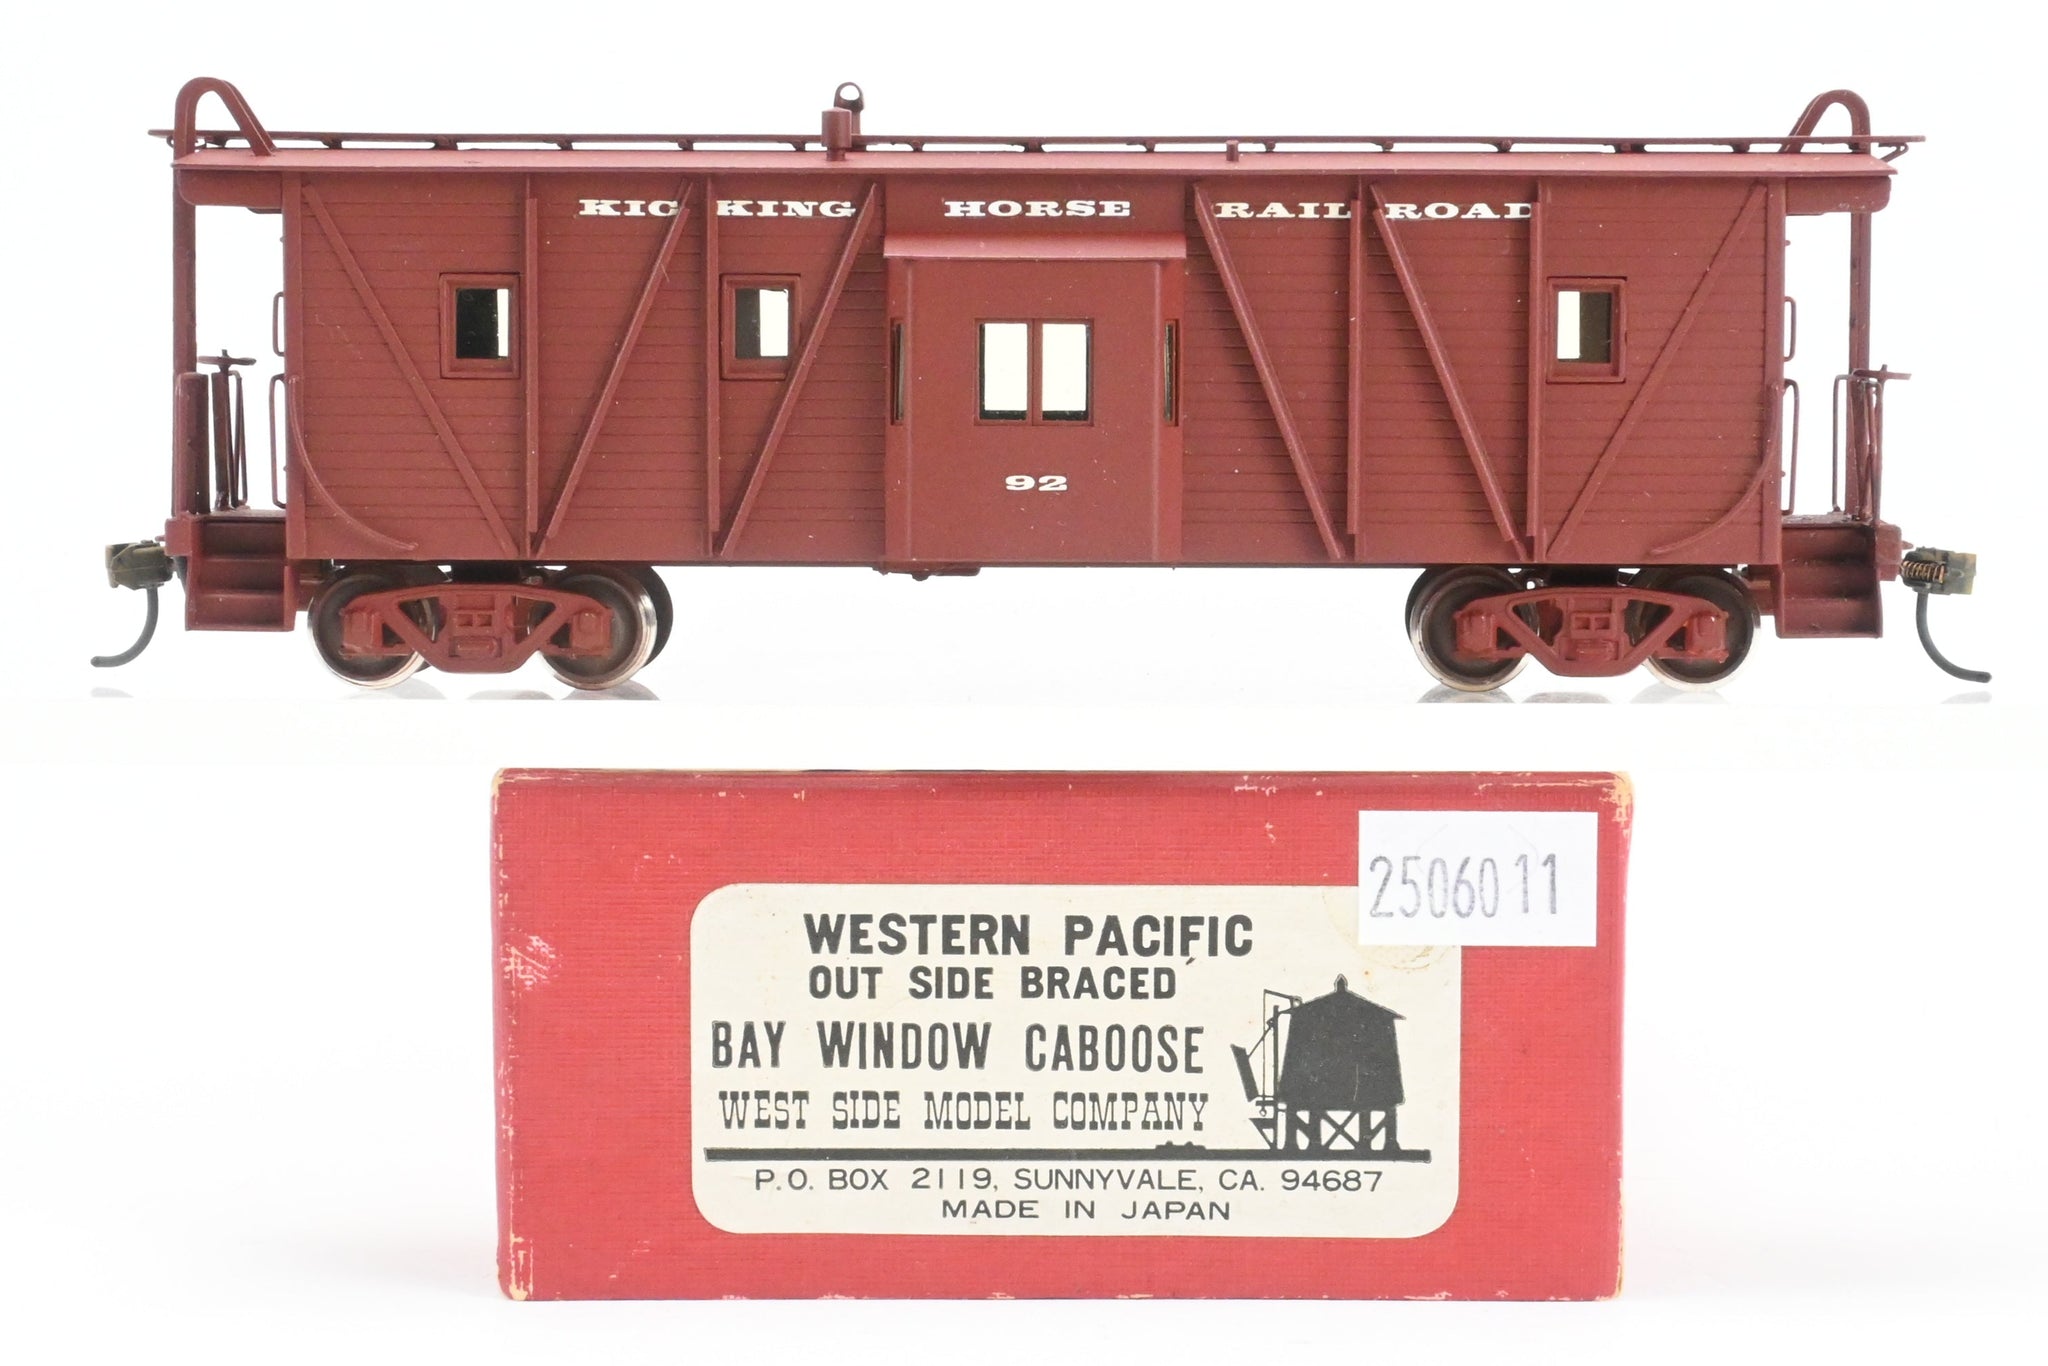 KICKING HORSE RAILROAD
92
2506011
WESTERN PACIFIC
OUT SIDE BRACED
BAY WINDOW CABOOSE
WEST SIDE MODEL COMPANY
P.O. BOX 2119, SUNNYVALE, CA. 94687
MADE IN JAPAN